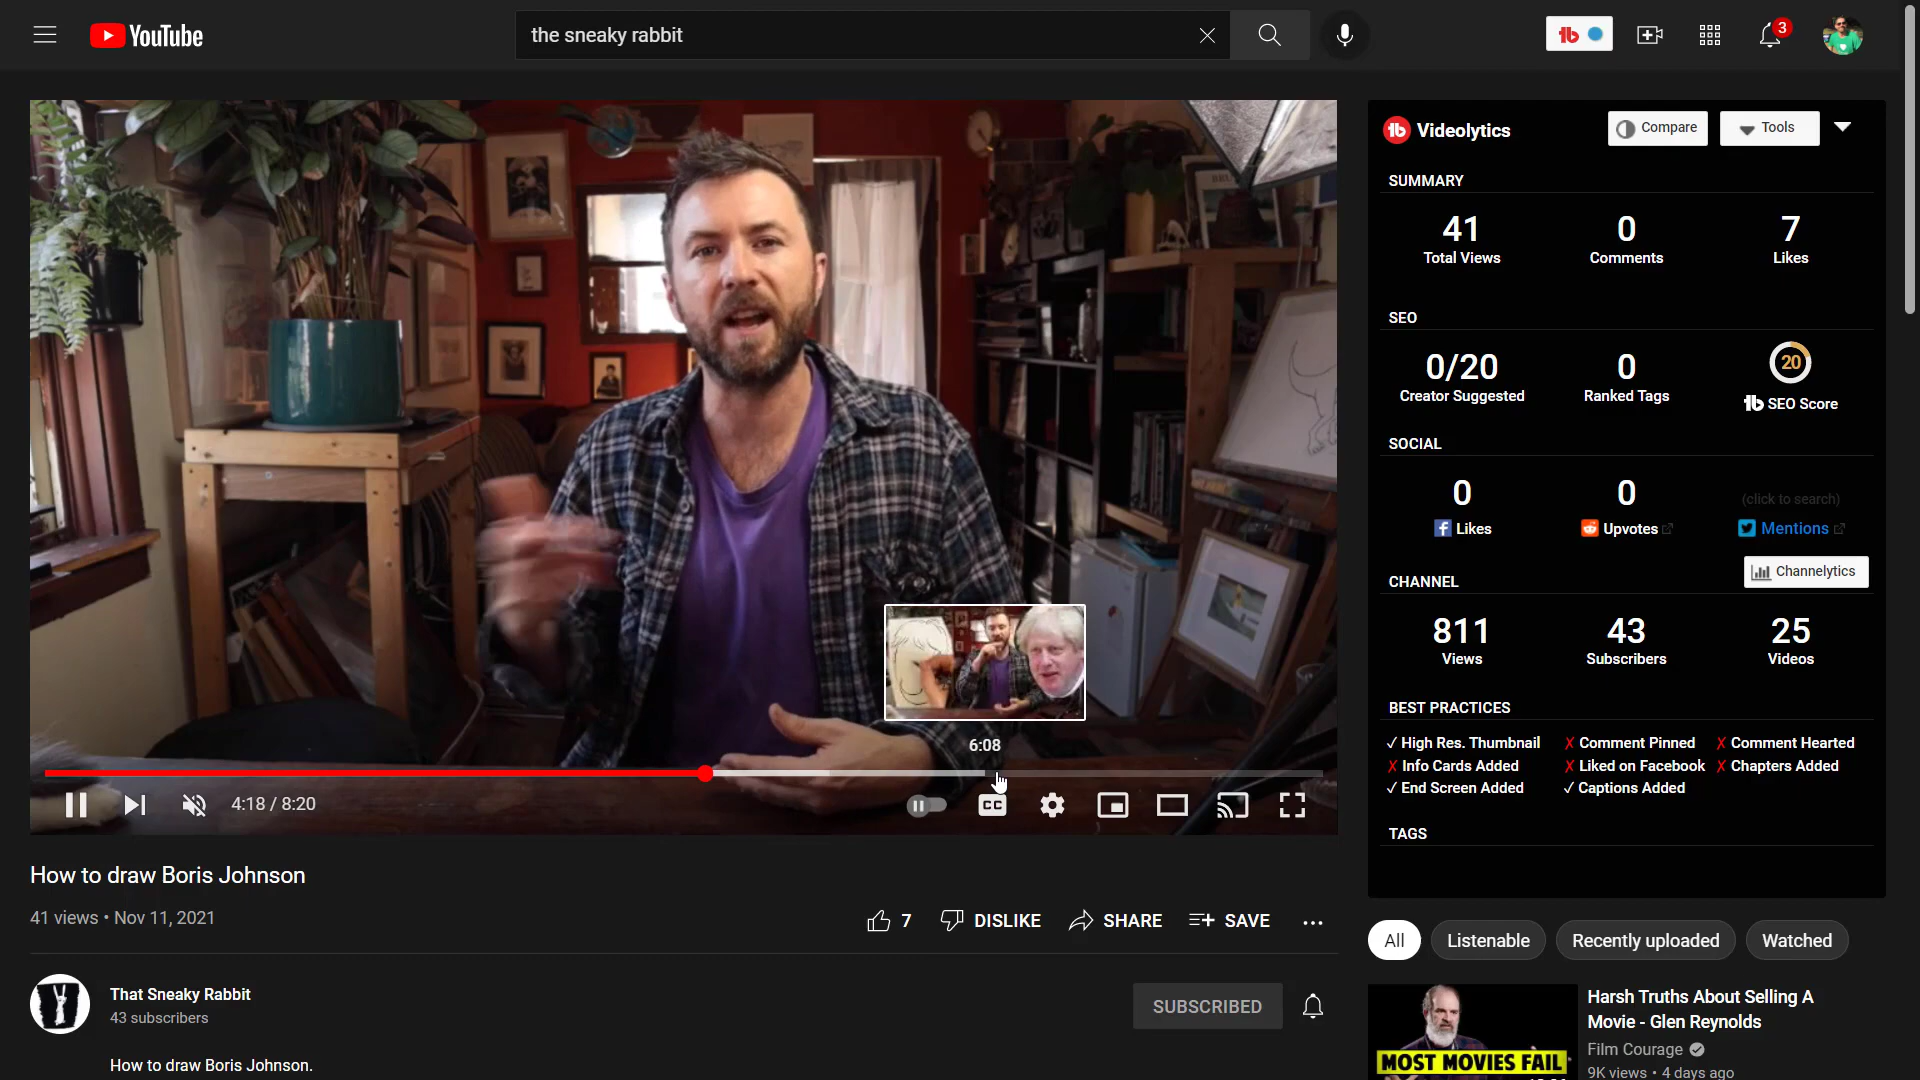 YouTube
the sneaky rabbit
3
6:08
4:18 / 8:20
CC
How to draw Boris Johnson
41 views • Nov 11, 2021
7
DISLIKE
SHARE
SAVE
That Sneaky Rabbit
43 subscribers
SUBSCRIBED
How to draw Boris Johnson.
Videolytics
Compare
Tools
SUMMARY
41
0
7
Total Views
Comments
Likes
SEO
0/20
0
20
Creator Suggested
Ranked Tags
SEO Score
SOCIAL
0
0
(click to search)
Likes
Upvotes
Mentions
CHANNEL
Channelytics
811
43
25
Views
Subscribers
Videos
BEST PRACTICES
✓ High Res. Thumbnail
✗ Comment Pinned
✗ Comment Hearted
✗ Info Cards Added
✗ Liked on Facebook
✗ Chapters Added
✓ End Screen Added
✓ Captions Added
TAGS
All
Listenable
Recently uploaded
Watched
MOST MOVIES FAIL
Harsh Truths About Selling A
Movie - Glen Reynolds
Film Courage
9K views • 4 days ago